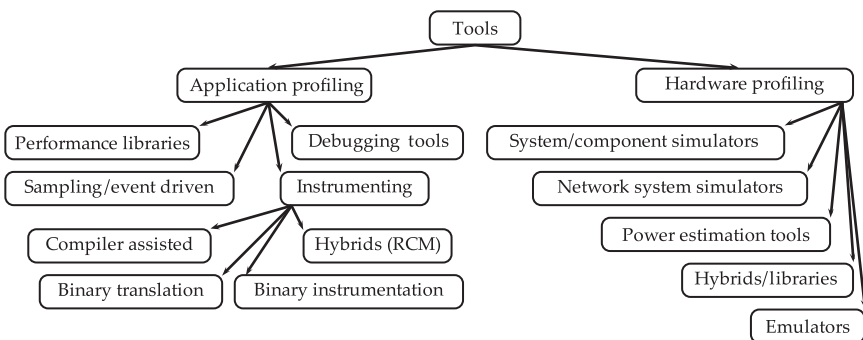 Tools
Application profiling
Hardware profiling
Performance libraries
Debugging tools
System/component simulators
Sampling/event driven
Instrumenting
Network system simulators
Compiler assisted
Hybrids (RCM)
Power estimation tools
Binary translation
Binary instrumentation
Hybrids/libraries
Emulators